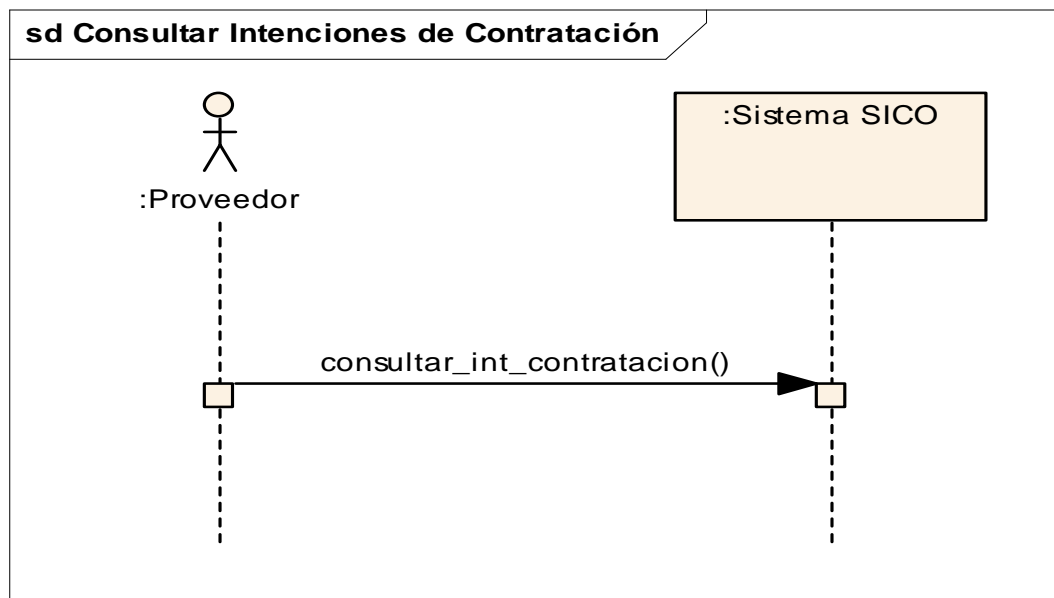 sd Consultar Intenciones de Contratación
:Proveedor
:Sistema SICO
consultar_int_contratacion()